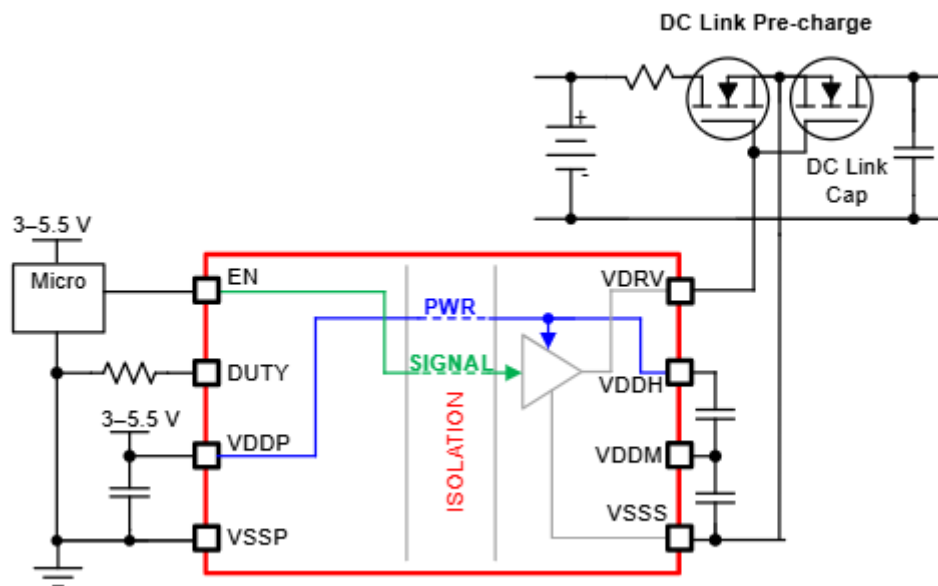 DC Link Pre-charge
+
-
DC Link
Cap
3–5.5 V
Micro
EN
VDRV
PWR
DUTY
SIGNAL
VDDH
3–5.5 V
VDDP
ISOLATION
VDDM
VSSP
VSSS